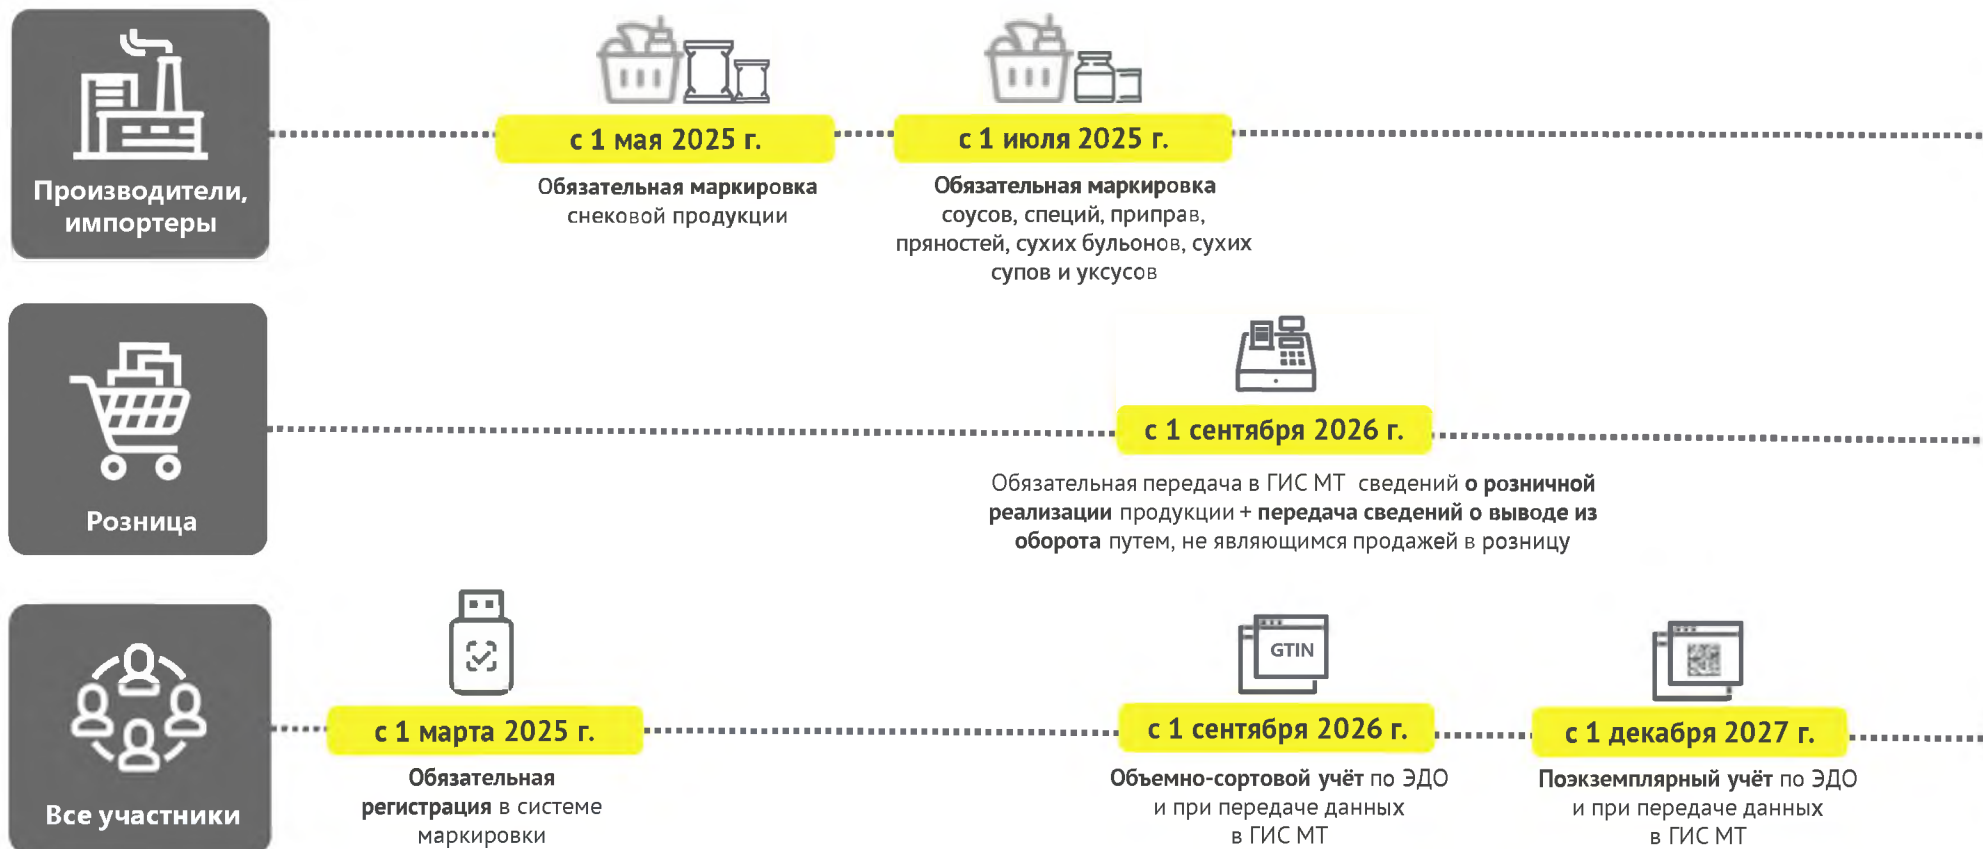 Производители,
импортеры
с 1 мая 2025 г.
Обязательная маркировка
снековой продукции
с 1 июля 2025 г.
Обязательная маркировка
соусов, специй, приправ,
пряностей, сухих бульонов, сухих
супов и уксусов
Розница
с 1 сентября 2026 г.
Обязательная передача в ГИС МТ сведений о розничной
реализации продукции + передача сведений о выводе из
оборота путем, не являющимся продажей в розницу
Все участники
с 1 марта 2025 г.
Обязательная
регистрация в системе
маркировки
GTIN
с 1 сентября 2026 г.
Объемно-сортовой учёт по ЭДО
и при передаче данных
в ГИС МТ
с 1 декабря 2027 г.
Поэкземплярный учёт по ЭДО
и при передаче данных
в ГИС МТ